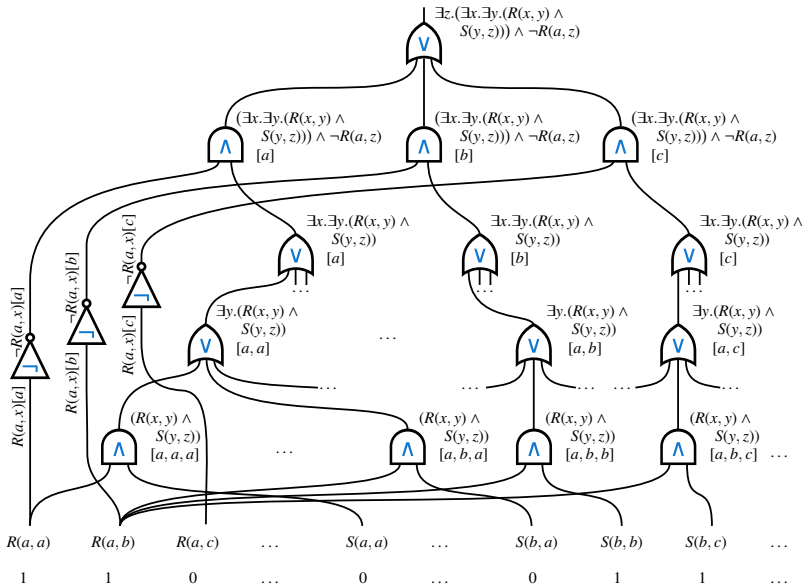 ∃z.(∃x.∃y.(R(x, y) ∧
S(y, z))) ∧ ¬R(a, z)
∨
(∃x.∃y.(R(x, y) ∧
S(y, z))) ∧ ¬R(a, z)
[a]
∧
(∃x.∃y.(R(x, y) ∧
S(y, z))) ∧ ¬R(a, z)
[b]
∧
(∃x.∃y.(R(x, y) ∧
S(y, z))) ∧ ¬R(a, z)
[c]
∧
∃x.∃y.(R(x, y) ∧
S(y, z))
[a]
∨
...
∃x.∃y.(R(x, y) ∧
S(y, z))
[b]
∨
...
∃x.∃y.(R(x, y) ∧
S(y, z))
[c]
∨
...
¬R(a, x)[a]
¬
R(a, x)[a]
¬R(a, x)[b]
¬
R(a, x)[b]
¬R(a, x)[c]
¬
R(a, x)[c]
∃y.(R(x, y) ∧
S(y, z))
[a, a]
∨
...
...
∃y.(R(x, y) ∧
S(y, z))
[a, b]
∨
...
...
∃y.(R(x, y) ∧
S(y, z))
[a, c]
∨
...
...
(R(x, y) ∧
S(y, z))
[a, a, a]
∧
...
(R(x, y) ∧
S(y, z))
[a, b, a]
∧
(R(x, y) ∧
S(y, z))
[a, b, b]
∧
(R(x, y) ∧
S(y, z))
[a, b, c]
∧
...
R(a, a) R(a, b) R(a, c) ... S(a, a) ... S(b, a) S(b, b) S(b, c) ...
1 1 0 ... 0 ... 0 1 1 ...